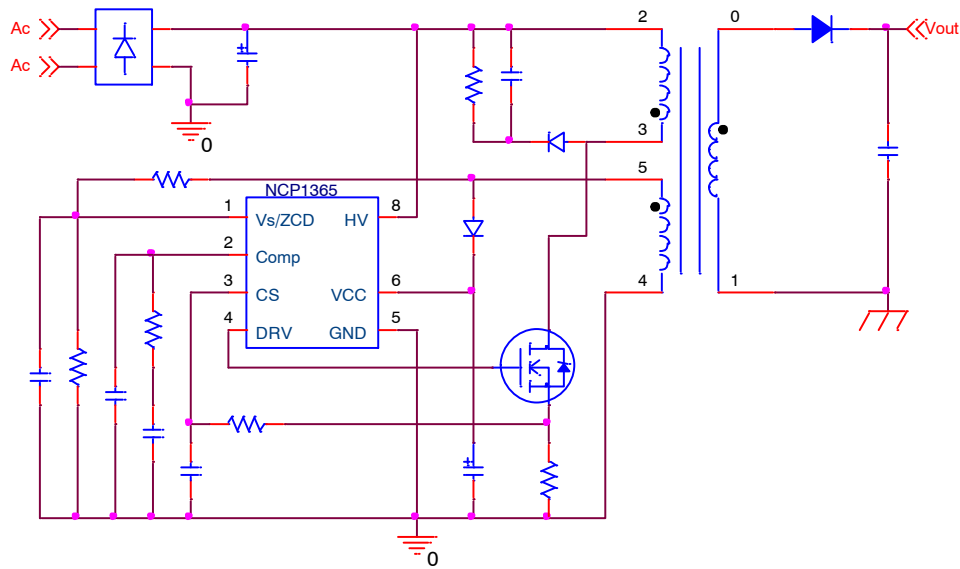 2 0
Ac Vout
Ac
3
0
5
NCP1365
1 Vs/ZCD HV 8
2 Comp
3 CS VCC 6
4 1
4 DRV GND 5
0